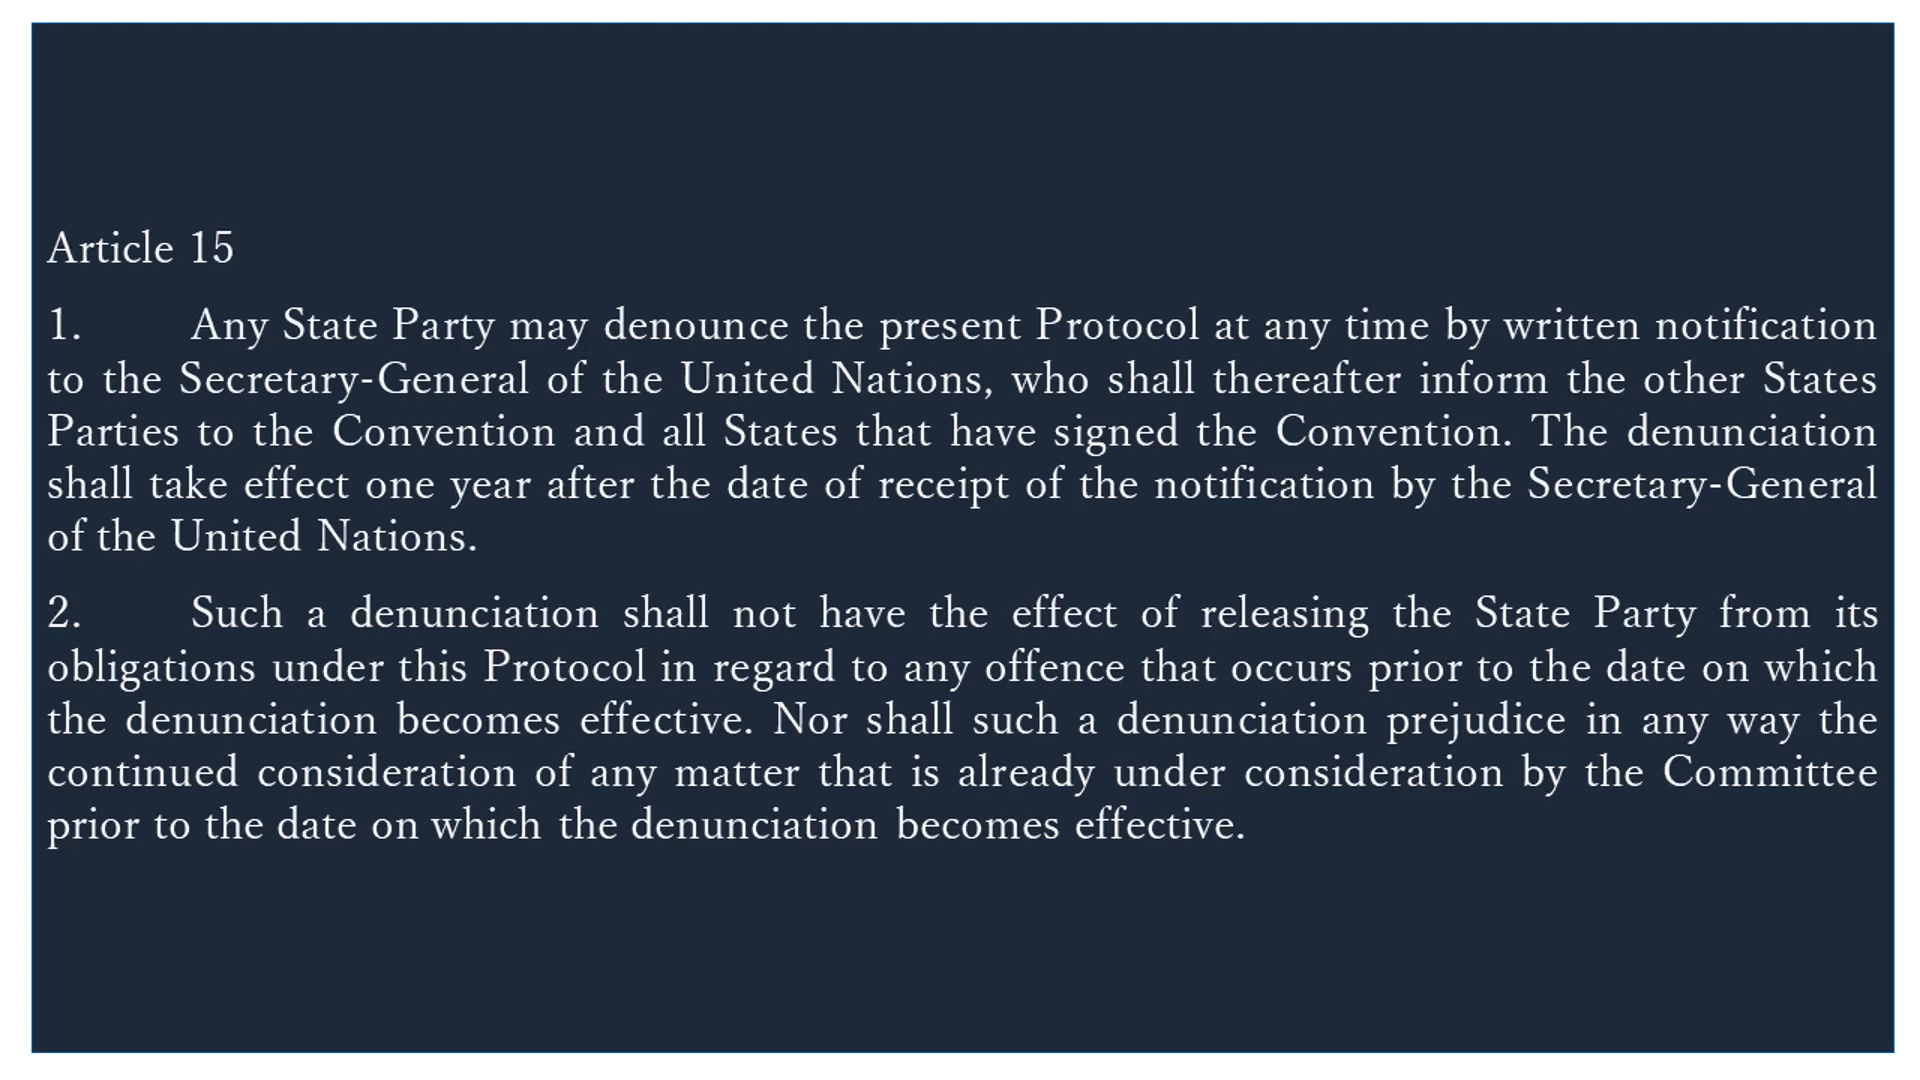 Article 15
1. Any State Party may denounce the present Protocol at any time by written notification
to the Secretary-General of the United Nations, who shall thereafter inform the other States
Parties to the Convention and all States that have signed the Convention. The denunciation
shall take effect one year after the date of receipt of the notification by the Secretary-General
of the United Nations.
2. Such a denunciation shall not have the effect of releasing the State Party from its
obligations under this Protocol in regard to any offence that occurs prior to the date on which
the denunciation becomes effective. Nor shall such a denunciation prejudice in any way the
continued consideration of any matter that is already under consideration by the Committee
prior to the date on which the denunciation becomes effective.